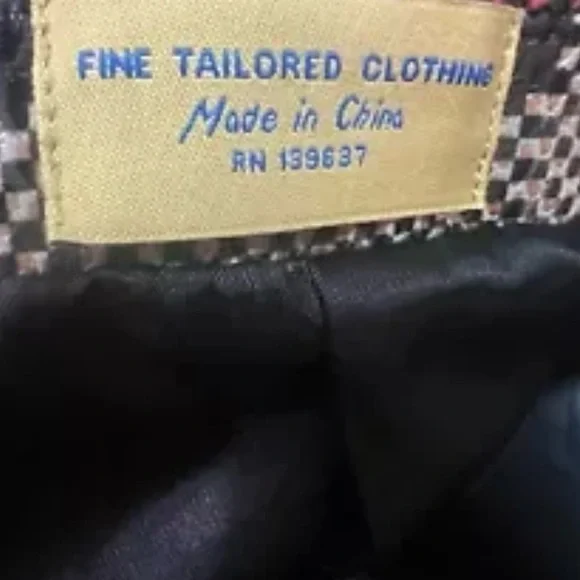 FINE TAILORED CLOTHING
Made in China
RN 139637